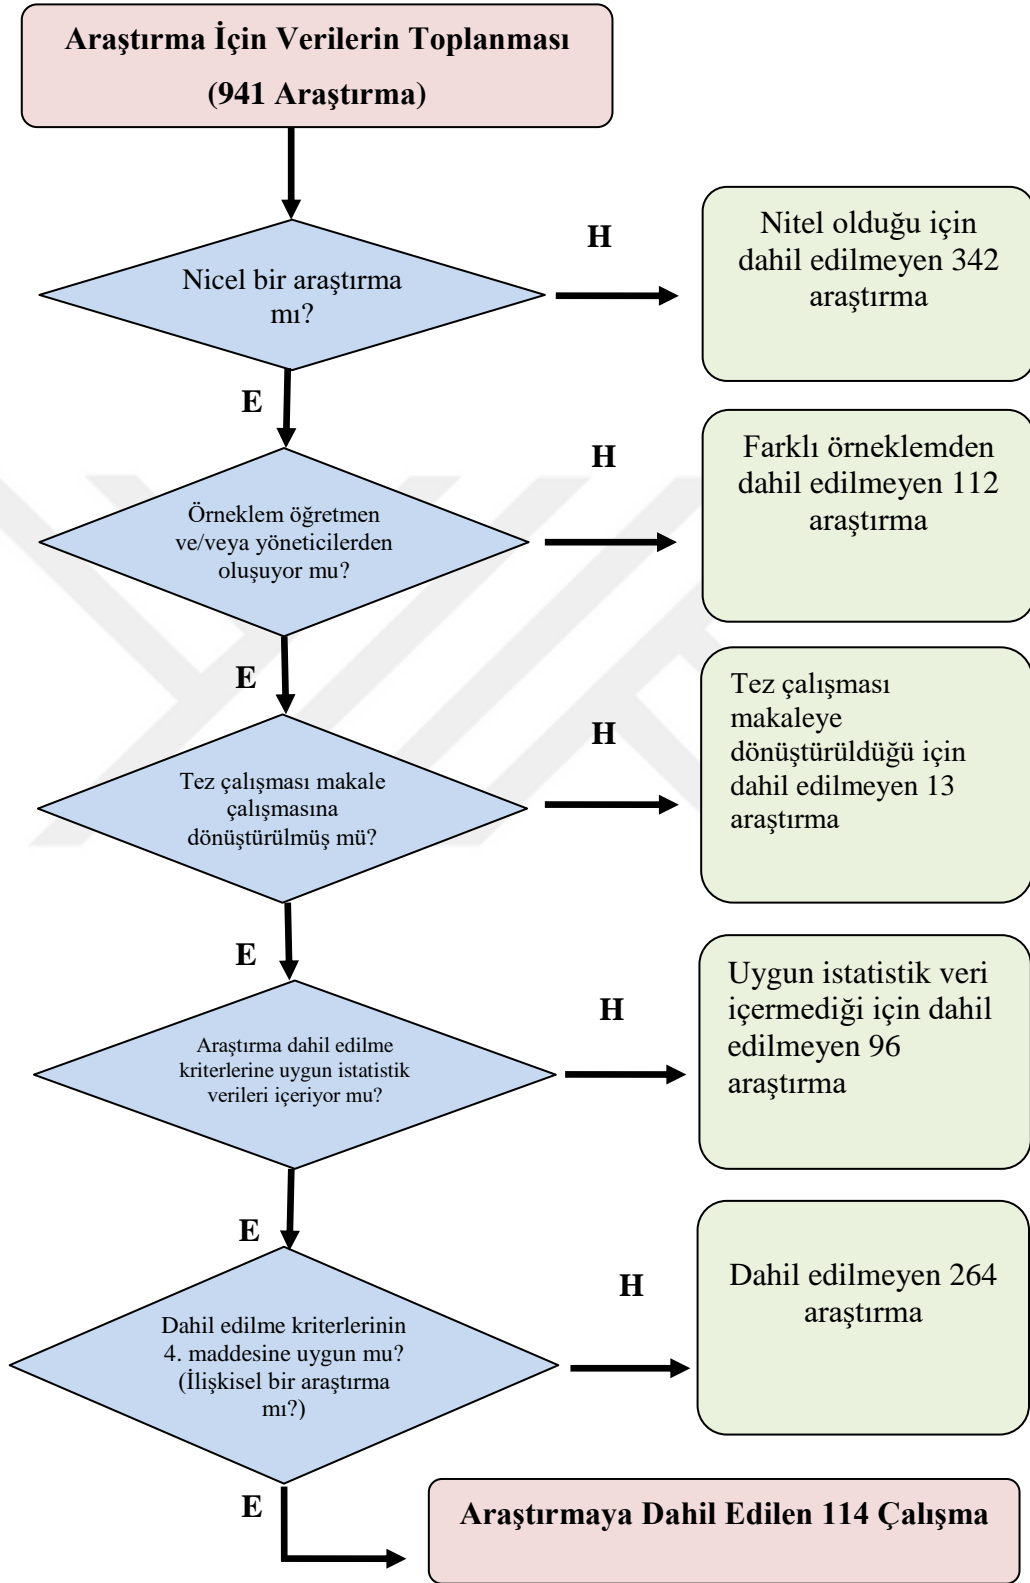 Araştırma İçin Verilerin Toplanması
(941 Araştırma)
Nicel bir araştırma
mı?
H
Nitel olduğu için
dahil edilmeyen 342
araştırma
E
Örneklem öğretmen
ve/veya yöneticilerden
oluşuyor mu?
H
Farklı örneklemden
dahil edilmeyen 112
araştırma
E
Tez çalışması makale
çalışmasına
dönüştürülmüş mü?
H
Tez çalışması
makaleye
dönüştürüldüğü için
dahil edilmeyen 13
araştırma
E
Araştırma dahil edilme
kriterlerine uygun istatistik
verileri içeriyor mu?
H
Uygun istatistik veri
içermediği için dahil
edilmeyen 96
araştırma
E
Dahil edilme kriterlerinin
4. maddesine uygun mu?
(İlişkisel bir araştırma
mı?)
H
Dahil edilmeyen 264
araştırma
E
Araştırmaya Dahil Edilen 114 Çalışma